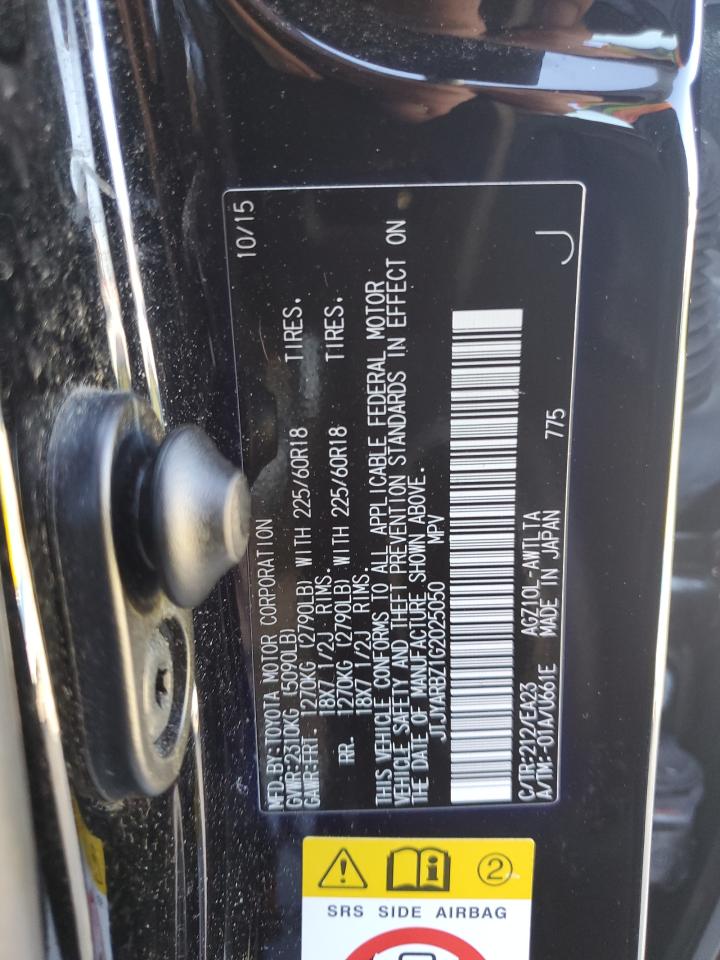 MFD.BY:TOYOTA MOTOR CORPORATION 10/15
GVWR:2310KG (5090LB)
GAWR:FRT. 1270KG (2790LB) WITH 225/60R18 TIRES.
18X7 1/2J RIMS.
RR. 1270KG (2790LB) WITH 225/60R18 TIRES.
18X7 1/2J RIMS.
THIS VEHICLE CONFORMS TO ALL APPLICABLE FEDERAL MOTOR
VEHICLE SAFETY AND THEFT PREVENTION STANDARDS IN EFFECT ON
THE DATE OF MANUFACTURE SHOWN ABOVE.
JTJYARBZ1G2025050 MPV
C/TR:212/EA23 AGZ10L-AWTLTA
A/TM:-01A/U661E MADE IN JAPAN 775
J
2
SRS SIDE AIRBAG